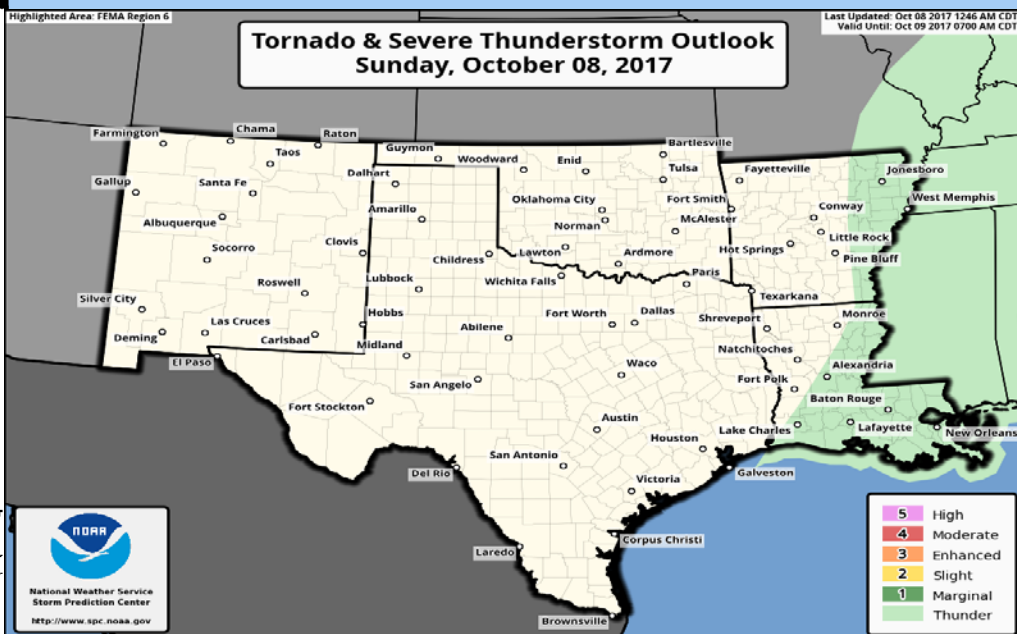 Highlighted Area: FEMA Region 6
Last Updated: Oct 08 2017 1246 AM CDT
Valid Until: Oct 09 2017 0700 AM CDT
Tornado & Severe Thunderstorm Outlook
Sunday, October 08, 2017
Farmington
Chama
Raton
Taos
Guymon
Woodward
Enid
Bartlesville
Tulsa
Fayetteville
Jonesboro
Gallup
Santa Fe
Dalhart
Oklahoma City
Fort Smith
West Memphis
Albuquerque
Amarillo
Norman
McAlester
Conway
Socorro
Clovis
Childress
Lawton
Ardmore
Hot Springs
Little Rock
Pine Bluff
Roswell
Lubbock
Wichita Falls
Paris
Texarkana
Silver City
Las Cruces
Hobbs
Abilene
Fort Worth
Dallas
Shreveport
Monroe
Deming
Carlsbad
Midland
El Paso
Natchitoches
San Angelo
Waco
Fort Polk
Alexandria
Fort Stockton
Austin
Baton Rouge
Houston
Lake Charles
Lafayette
New Orleans
Del Rio
San Antonio
Victoria
Galveston
Laredo
Corpus Christi
Brownsville
NOAA
National Weather Service
Storm Prediction Center
http://www.spc.noaa.gov
5 High
4 Moderate
3 Enhanced
2 Slight
1 Marginal
Thunder